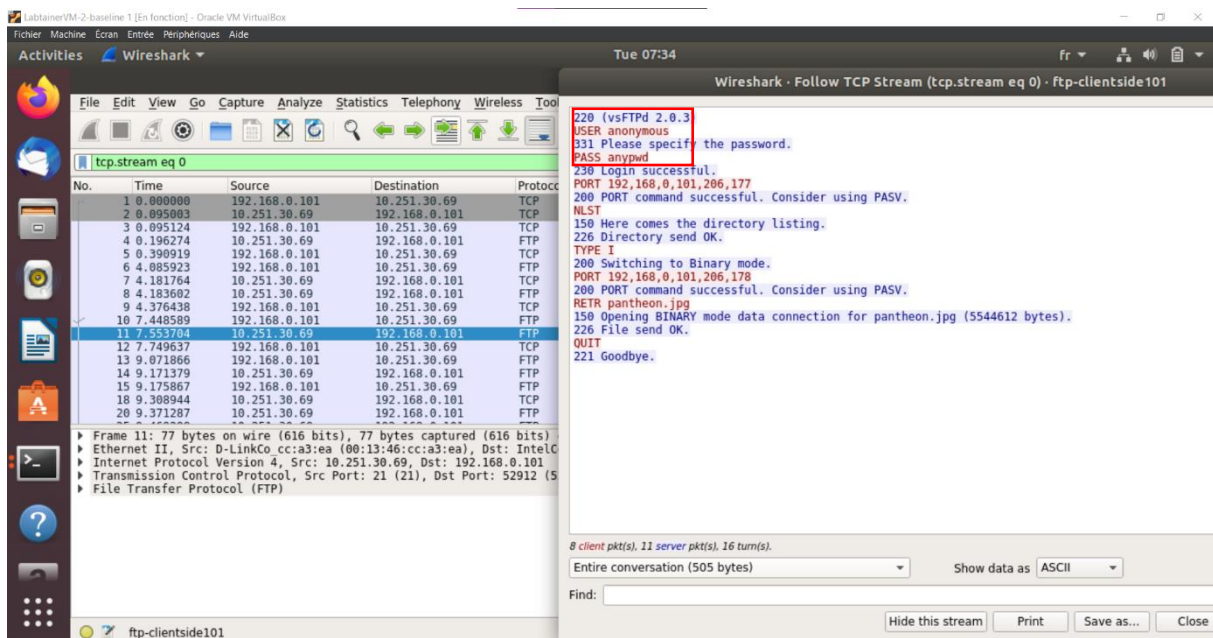 LabtainerVM-2-baseline 1 [En fonction] - Oracle VM VirtualBox
Fichier Machine Écran Entrée Périphériques Aide
Activities Wireshark Tue 07:34 fr
File Edit View Go Capture Analyze Statistics Telephony Wireless Tool
tcp.stream eq 0
No. Time Source Destination Protoco
1 0.000000 192.168.0.101 10.251.30.69 TCP
2 0.095003 10.251.30.69 192.168.0.101 TCP
3 0.095124 192.168.0.101 10.251.30.69 TCP
4 0.196274 10.251.30.69 192.168.0.101 FTP
5 0.390919 192.168.0.101 10.251.30.69 TCP
6 4.085923 192.168.0.101 10.251.30.69 FTP
7 4.181764 10.251.30.69 192.168.0.101 TCP
8 4.183602 10.251.30.69 192.168.0.101 FTP
9 4.376438 192.168.0.101 10.251.30.69 TCP
10 7.448589 192.168.0.101 10.251.30.69 FTP
11 7.553704 10.251.30.69 192.168.0.101 FTP
12 7.749637 192.168.0.101 10.251.30.69 TCP
13 9.071866 192.168.0.101 10.251.30.69 FTP
14 9.171379 10.251.30.69 192.168.0.101 FTP
15 9.175867 192.168.0.101 10.251.30.69 FTP
18 9.308944 10.251.30.69 192.168.0.101 TCP
20 9.371287 10.251.30.69 192.168.0.101 FTP
Frame 11: 77 bytes on wire (616 bits), 77 bytes captured (616 bits)
Ethernet II, Src: D-LinkCo_cc:a3:ea (00:13:46:cc:a3:ea), Dst: IntelC
Internet Protocol Version 4, Src: 10.251.30.69, Dst: 192.168.0.101
Transmission Control Protocol, Src Port: 21 (21), Dst Port: 52912 (5
File Transfer Protocol (FTP)
ftp-clientside101
Wireshark · Follow TCP Stream (tcp.stream eq 0) · ftp-clientside101
220 (vsFTPd 2.0.3
USER anonymous
331 Please specify the password.
PASS anypwd
230 Login successful.
PORT 192,168,0,101,206,177
200 PORT command successful. Consider using PASV.
NLST
150 Here comes the directory listing.
226 Directory send OK.
TYPE I
200 Switching to Binary mode.
PORT 192,168,0,101,206,178
200 PORT command successful. Consider using PASV.
RETR pantheon.jpg
150 Opening BINARY mode data connection for pantheon.jpg (5544612 bytes).
226 File send OK.
QUIT
221 Goodbye.
8 client pkt(s), 11 server pkt(s), 16 turn(s).
Entire conversation (505 bytes) Show data as ASCII
Find:
Hide this stream Print Save as... Close